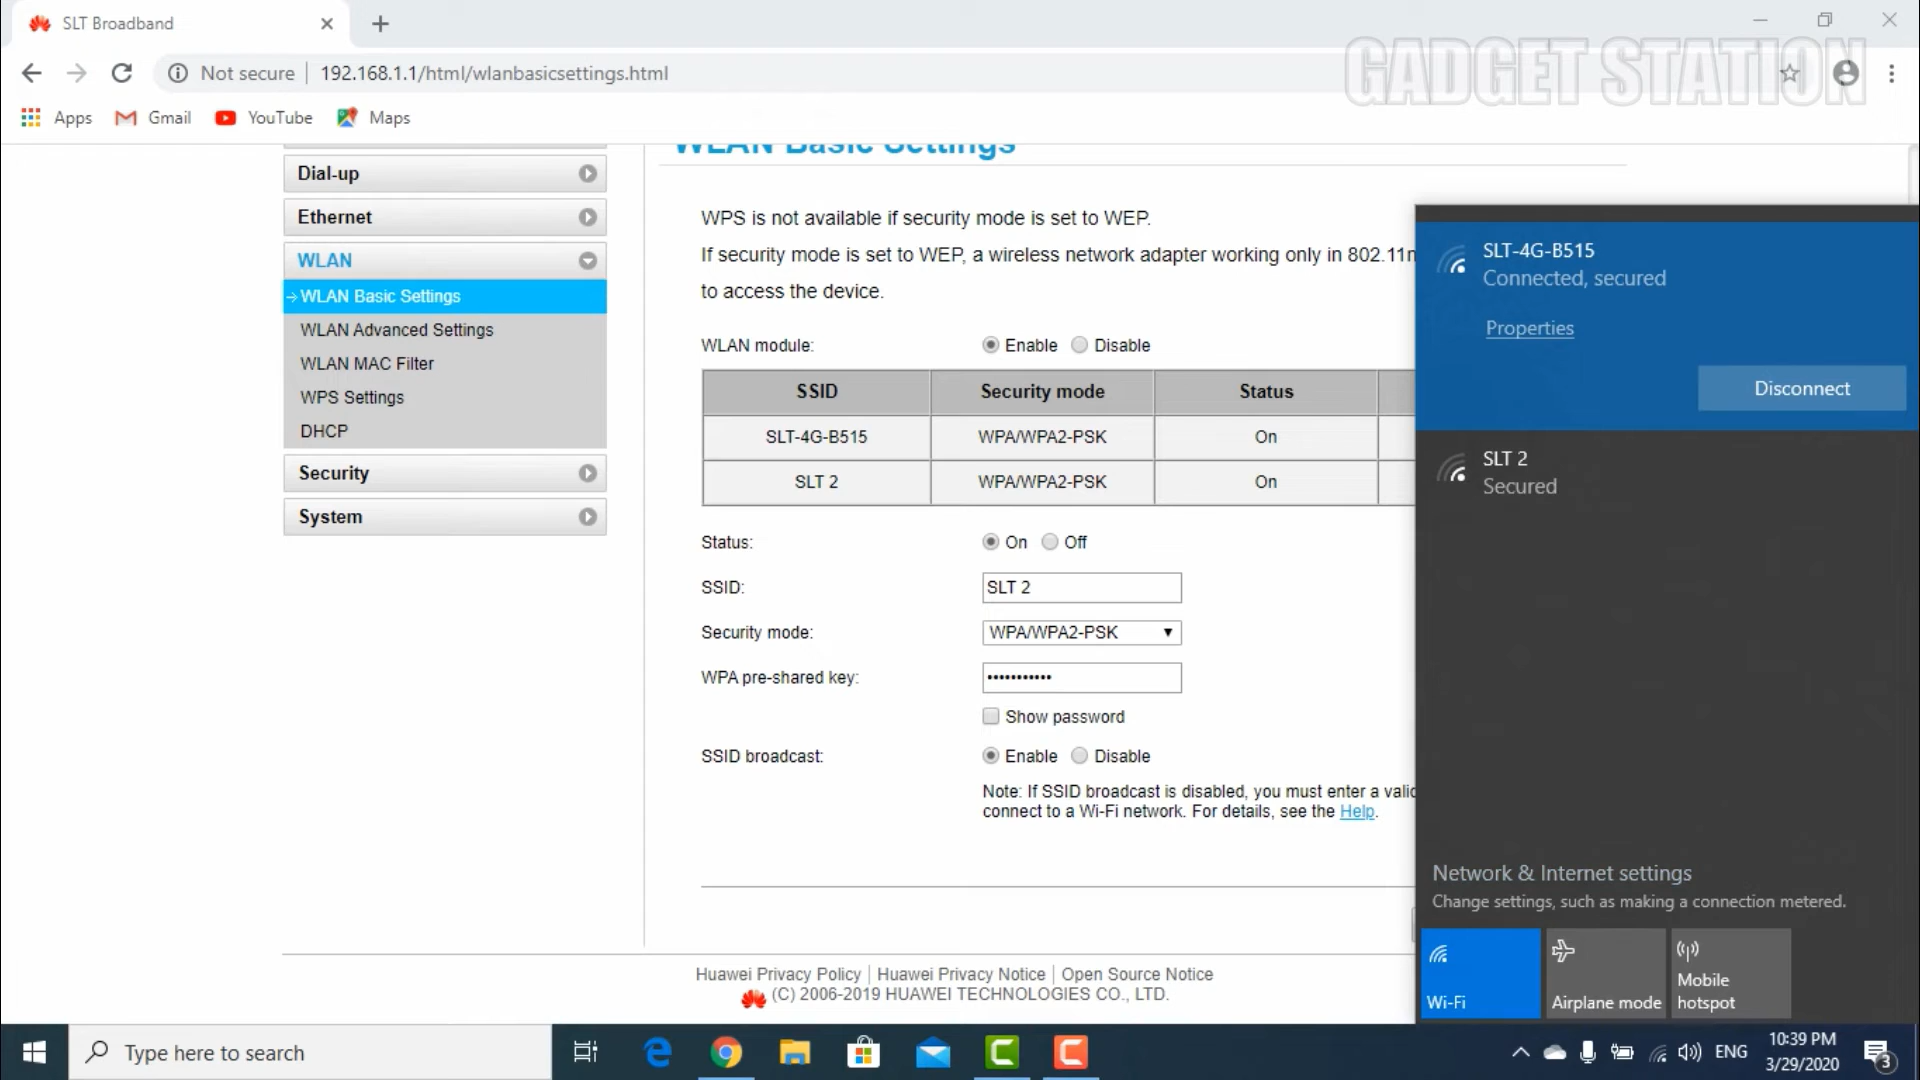 SLT Broadband
Not secure
192.168.1.1/html/wlanbasicsettings.html
GADGET STATION
Apps
Gmail
YouTube
Maps
WLAN Basic Settings
Dial-up
Ethernet
WLAN
WLAN Basic Settings
WLAN Advanced Settings
WLAN MAC Filter
WPS Settings
DHCP
Security
System
WPS is not available if security mode is set to WEP.
If security mode is set to WEP, a wireless network adapter working only in 802.11n
to access the device.
WLAN module: Enable Disable
SSID Security mode Status
SLT-4G-B515 WPA/WPA2-PSK On
SLT 2 WPA/WPA2-PSK On
Status: On Off
SSID: SLT 2
Security mode: WPA/WPA2-PSK
WPA pre-shared key: •••••••••••
Show password
SSID broadcast: Enable Disable
Note: If SSID broadcast is disabled, you must enter a valid
connect to a Wi-Fi network. For details, see the Help.
Huawei Privacy Policy | Huawei Privacy Notice | Open Source Notice
(C) 2006-2019 HUAWEI TECHNOLOGIES CO., LTD.
SLT-4G-B515
Connected, secured
Properties
Disconnect
SLT 2
Secured
Network & Internet settings
Change settings, such as making a connection metered.
Wi-Fi
Airplane mode
Mobile
hotspot
Type here to search
ENG
10:39 PM
3/29/2020
3